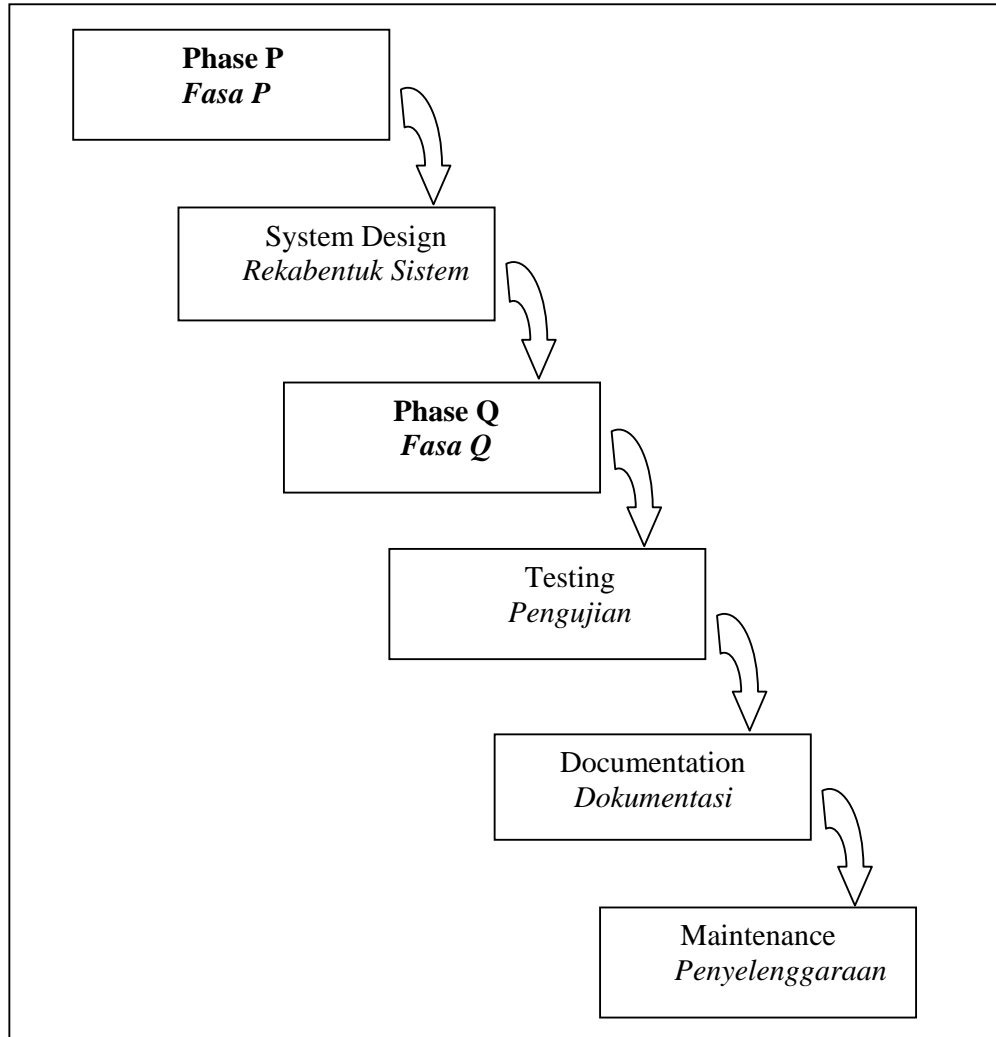 Phase P
Fasa P
System Design
Rekabentuk Sistem
Phase Q
Fasa Q
Testing
Pengujian
Documentation
Dokumentasi
Maintenance
Penyelenggaraan